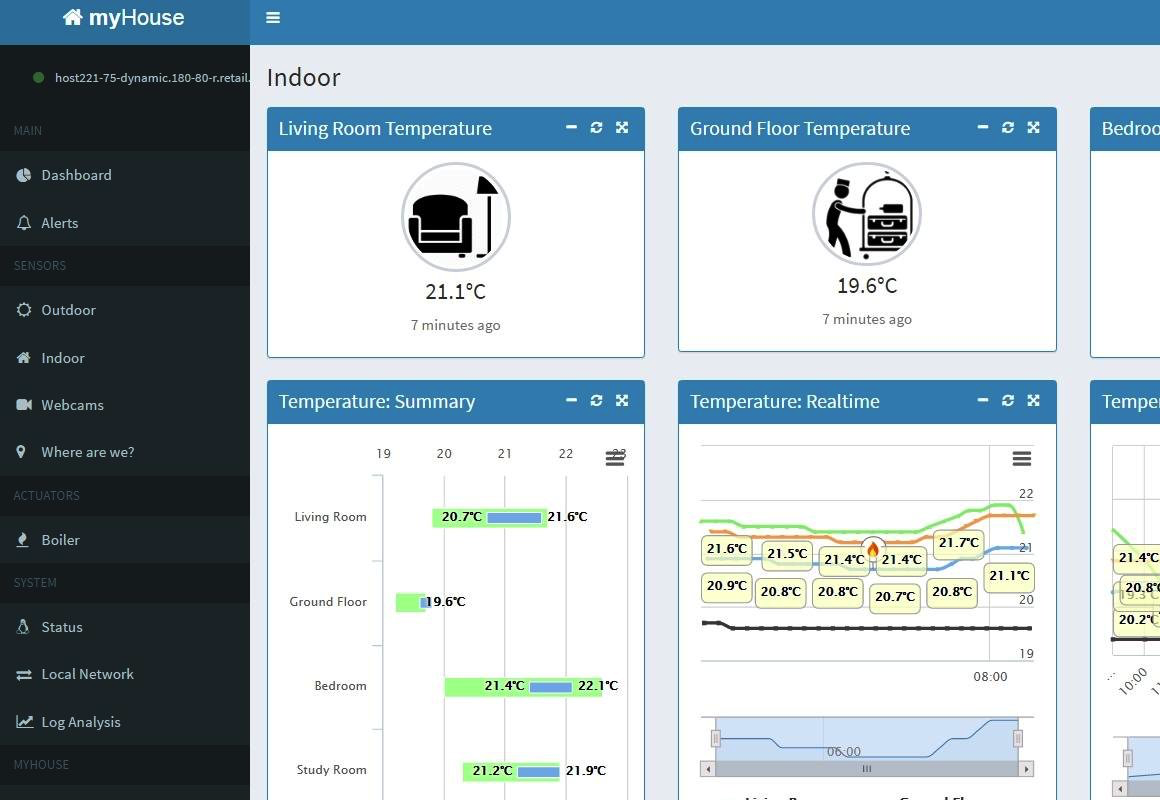 myHouse
host221-75-dynamic.180-80-r.retail.
MAIN
Dashboard
Alerts
SENSORS
Outdoor
Indoor
Webcams
Where are we?
ACTUATORS
Boiler
SYSTEM
Status
Local Network
Log Analysis
MYHOUSE
Indoor
Living Room Temperature
21.1°C
7 minutes ago
Ground Floor Temperature
19.6°C
7 minutes ago
Bedroo
Temperature: Summary
19 20 21 22 23
Living Room 20.7°C 21.6°C
Ground Floor 19.6°C
Bedroom 21.4°C 22.1°C
Study Room 21.2°C 21.9°C
Temperature: Realtime
22
21.6°C 21.5°C 21.4°C 21.4°C 21.7°C 21
20.9°C 20.8°C 20.8°C 20.7°C 20.8°C 21.1°C
20
19
08:00
06:00
Tempe
21.4°C
20.8°
20.2°C
10:00